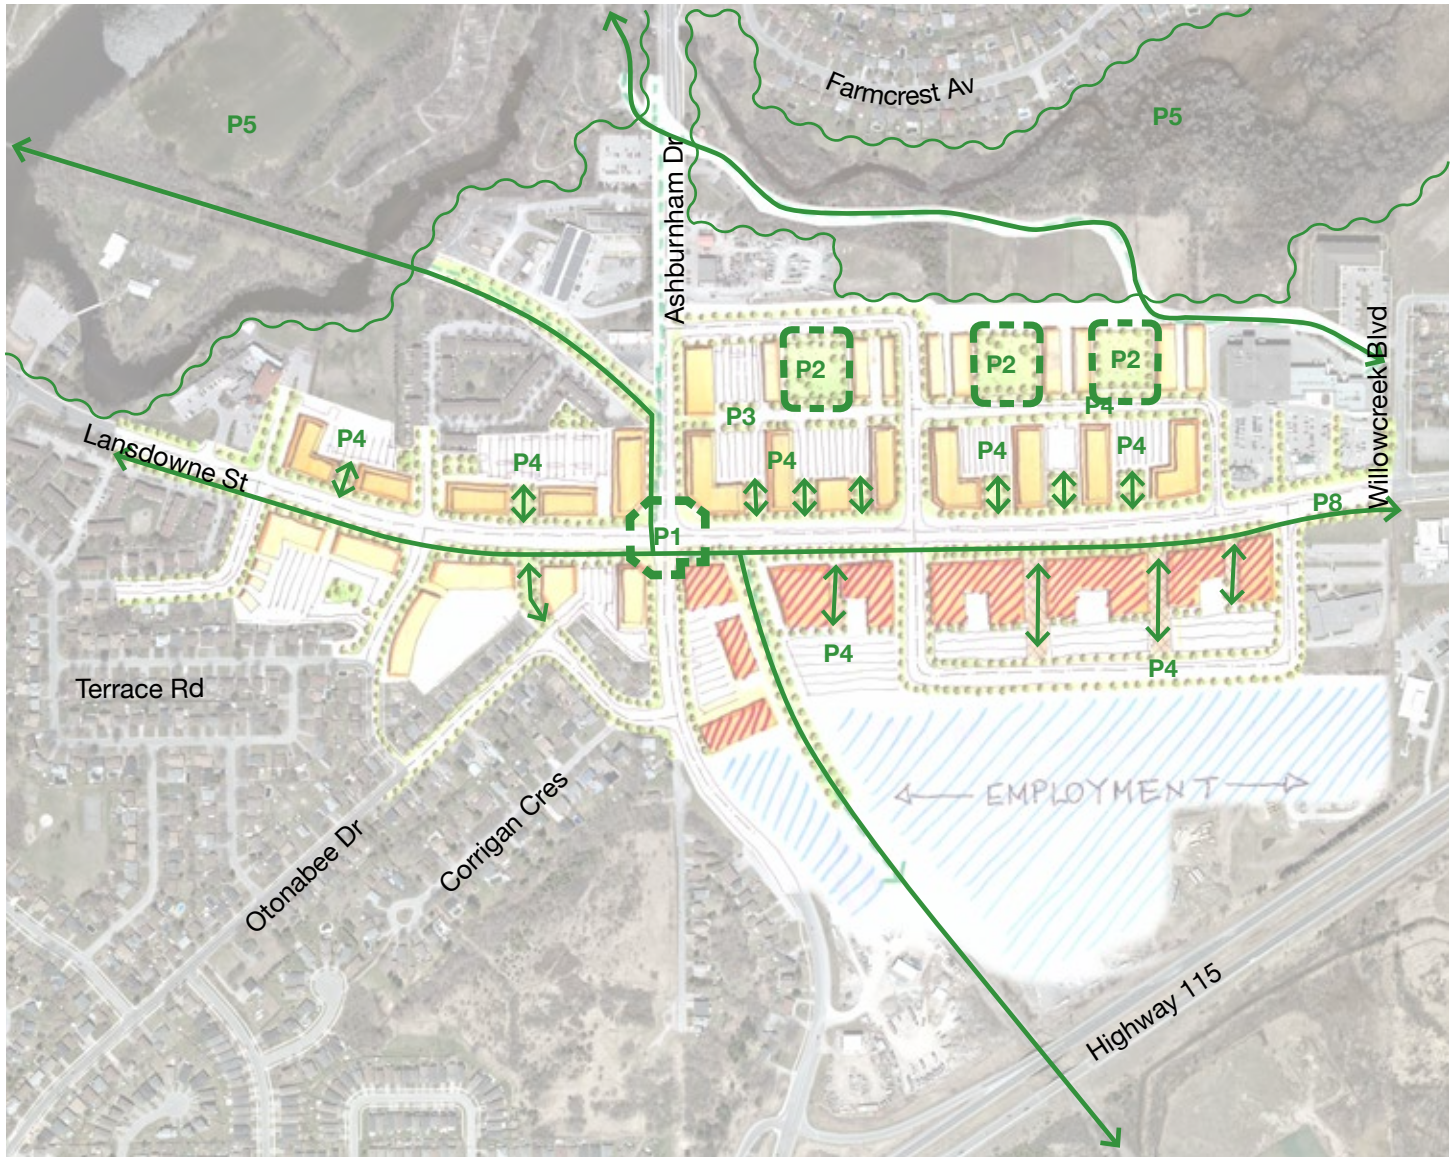 Farmcrest Av
P5
P5
Ashburnham Dr
Willowcreek Blvd
P2
P2
P2
P3
P4
P4
P4
P4
P4
P4
Lansdowne St
P8
P1
P4
P4
Terrace Rd
EMPLOYMENT
Otonabee Dr
Corrigan Cres
Highway 115